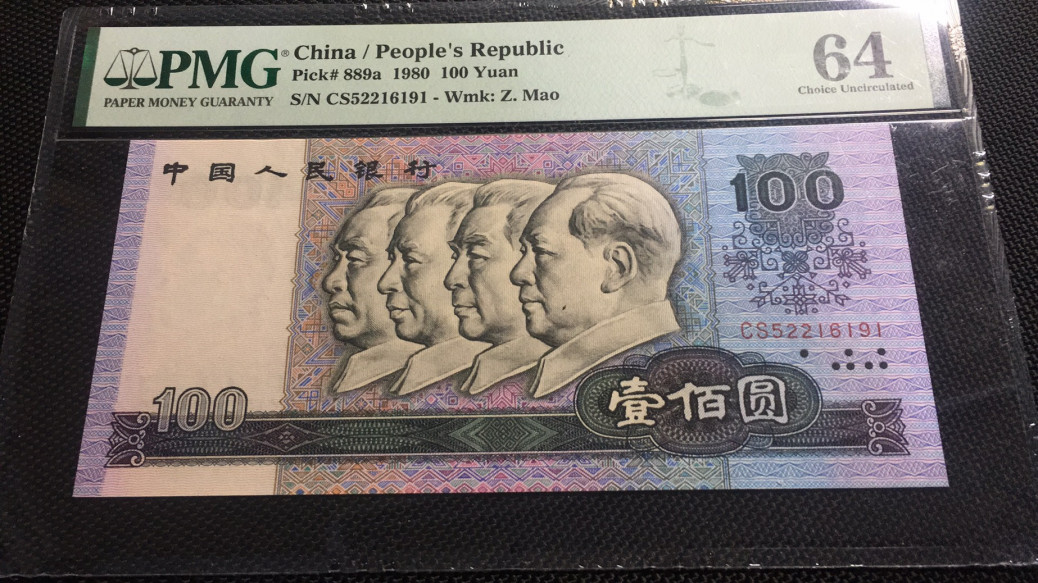 PMG® China / People's Republic
PAPER MONEY GUARANTY
Pick# 889a 1980 100 Yuan
S/N CS52216191 - Wmk: Z. Mao
64
Choice Uncirculated
中国人民银行
100
CS52216191
100
壹佰圆